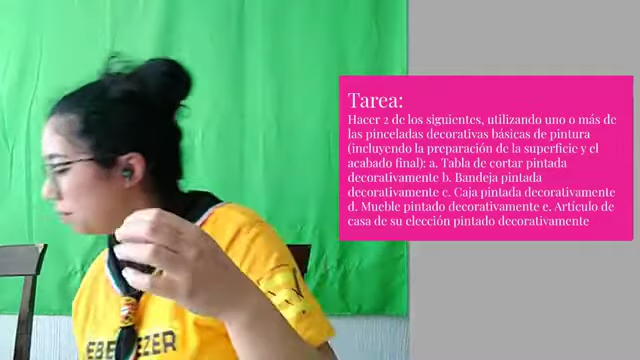 Tarea:
Hacer 2 de los siguientes, utilizando uno o más de
las pinceladas decorativas básicas de pintura
(incluyendo la preparación de la superficie y el
acabado final): a. Tabla de cortar pintada
decorativamente b. Bandeja pintada
decorativamente c. Caja pintada decorativamente
d. Mueble pintado decorativamente e. Artículo de
casa de su elección pintado decorativamente
EBENEZER